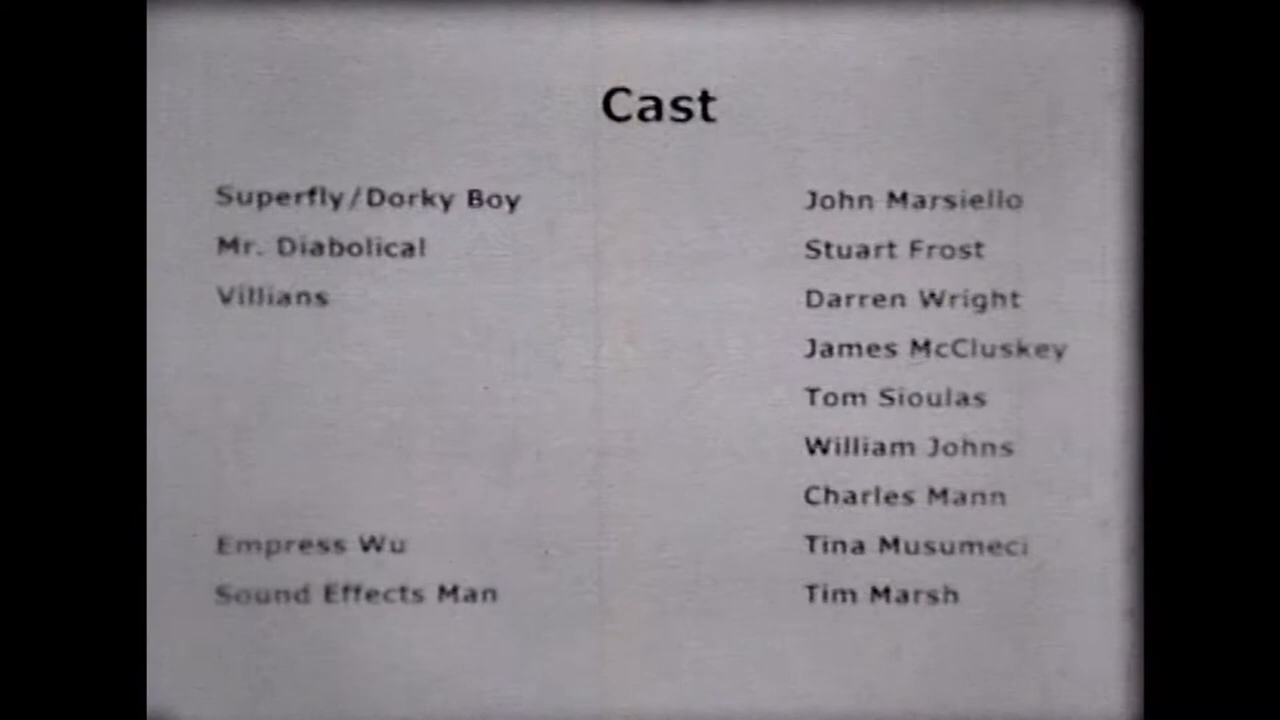 Cast
Superfly/Dorky Boy John Marsiello
Mr. Diabolical Stuart Frost
Villians Darren Wright
James McCluskey
Tom Sioulas
William Johns
Charles Mann
Empress Wu Tina Musumeci
Sound Effects Man Tim Marsh